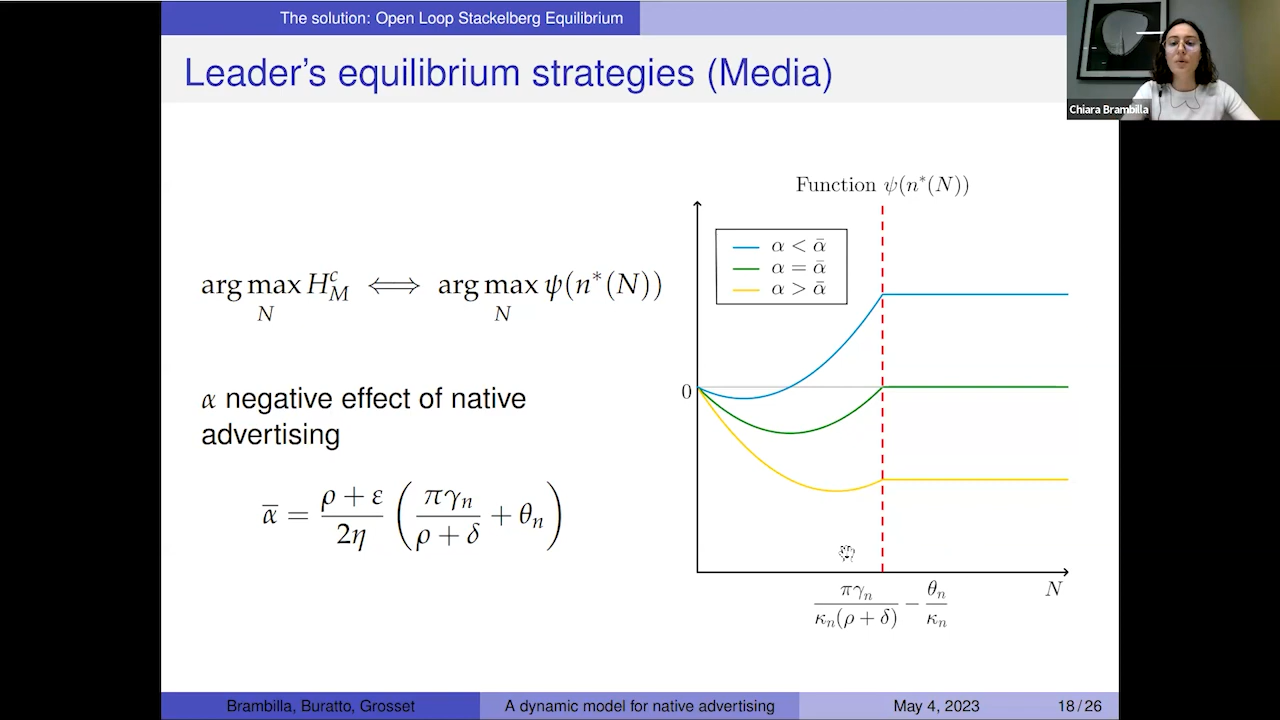 The solution: Open Loop Stackelberg Equilibrium
Leader's equilibrium strategies (Media)
Chiara Brambilla
arg max H_M^c ⟺ arg max ψ(n*(N))
N N
α negative effect of native
advertising
ᾱ = (ρ + ε)/(2η) (πγ_n/(ρ + δ) + θ_n)
Function ψ(n*(N))
α < ᾱ
α = ᾱ
α > ᾱ
0
N
πγ_n/(κ_n(ρ + δ)) − θ_n/κ_n
Brambilla, Buratto, Grosset A dynamic model for native advertising May 4, 2023 18 / 26